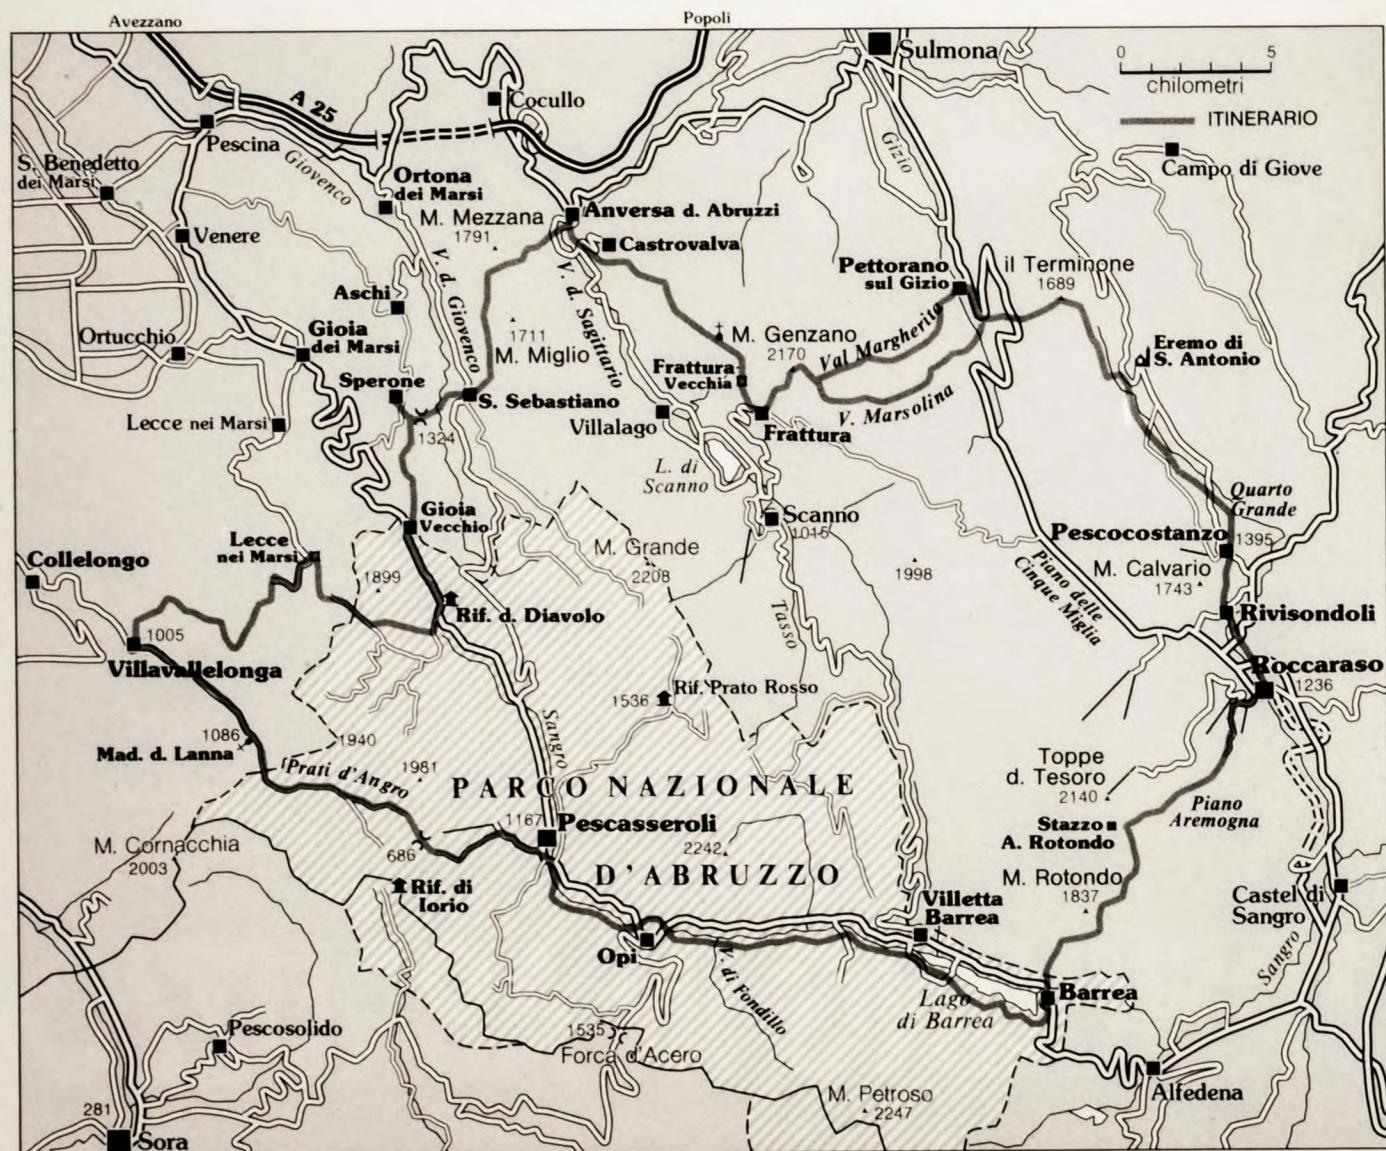 Avezzano
Popoli
Sulmona
0 5
chilometri
ITINERARIO
A 25
Cocullo
Pescina
Giovenco
Gizio
S. Benedetto
dei Marsi
Ortona
dei Marsi
Campo di Giove
M. Mezzana
1791
Anversa d. Abruzzi
Venere
Castrovalva
V. d. Giovenco
V. d. Sagittario
Pettorano
sul Gizio
il Terminone
1689
Aschi
Ortucchio
Gioia
dei Marsi
1711
M. Miglio
M. Genzano
2170
Val Margherita
Eremo di
S. Antonio
Frattura
Vecchia
Sperone
S. Sebastiano
V. Marsolina
Lecce nei Marsi
1324
Villalago
Frattura
L. di
Scanno
Quarto
Grande
Gioia
Vecchio
Scanno
1015
Pescocostanzo
1395
Lecce
nei Marsi
Collelongo
M. Grande
2208
1899
1998
Piano delle
Cinque Miglia
M. Calvario
1743
Rif. d. Diavolo
Tasso
Rivisondoli
1005
Villavallelonga
Roccaraso
1236
Rif. Prato Rosso
1536
Sangro
1086
Mad. d. Lanna
1940
Prati d'Angro
1981
PARCO NAZIONALE
D'ABRUZZO
Toppe
d. Tesoro
2140
Piano
Aremogna
1167
Pescasseroli
Stazzo
A. Rotondo
M. Cornacchia
2003
686
2242
M. Rotondo
1837
Rif. di
Iorio
Villetta
Barrea
Castel di
Sangro
Opi
V. di Fondillo
Sangro
Lago
di Barrea
Barrea
Pescosolido
1535
Forca d'Acero
Alfedena
M. Petroso
2247
281
Sora